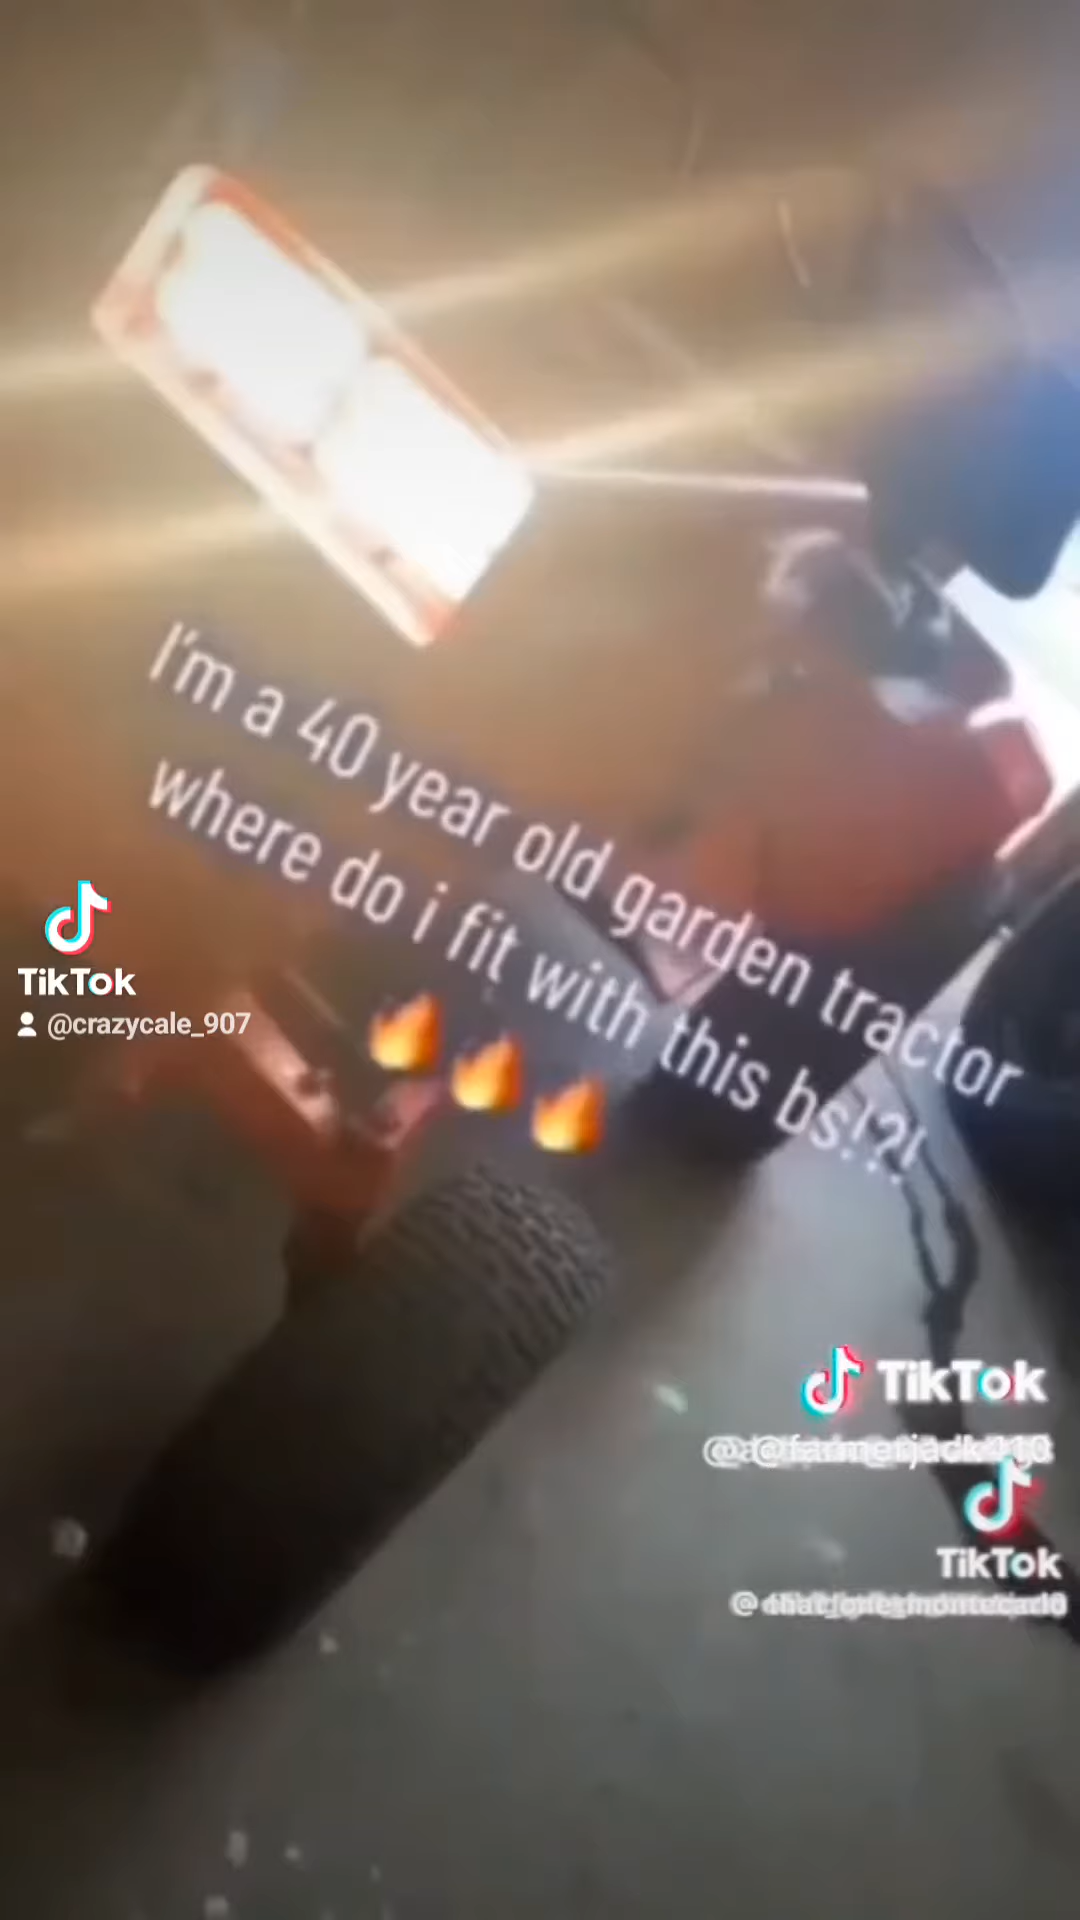 I'm a 40 year old garden tractor
where do i fit with this bs!?!
🔥🔥🔥
TikTok
@crazycale_907
TikTok
TikTok